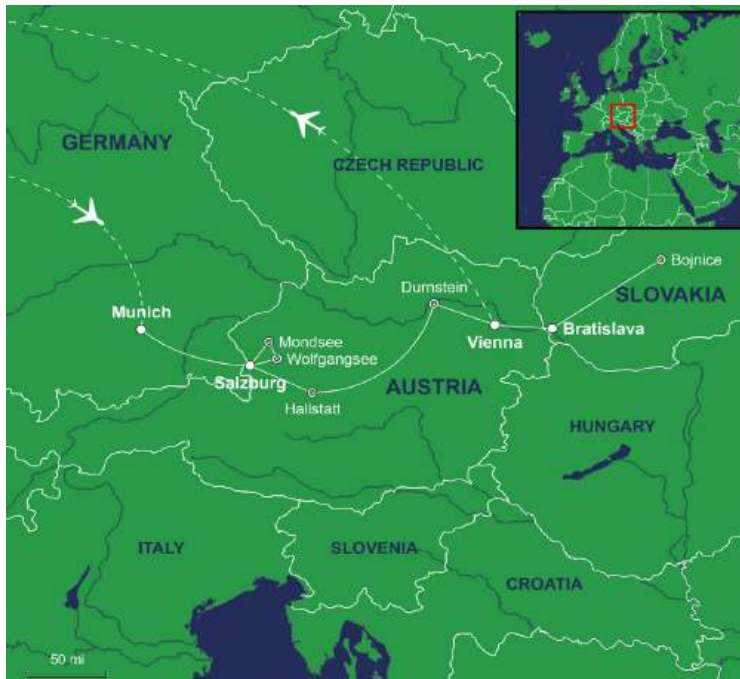 GERMANY
CZECH REPUBLIC
Bojnice
Durnstein
SLOVAKIA
Munich
Mondsee
Vienna
Bratislava
Wolfgangsee
Salzburg
AUSTRIA
Hallstatt
HUNGARY
ITALY
SLOVENIA
CROATIA
50 mi